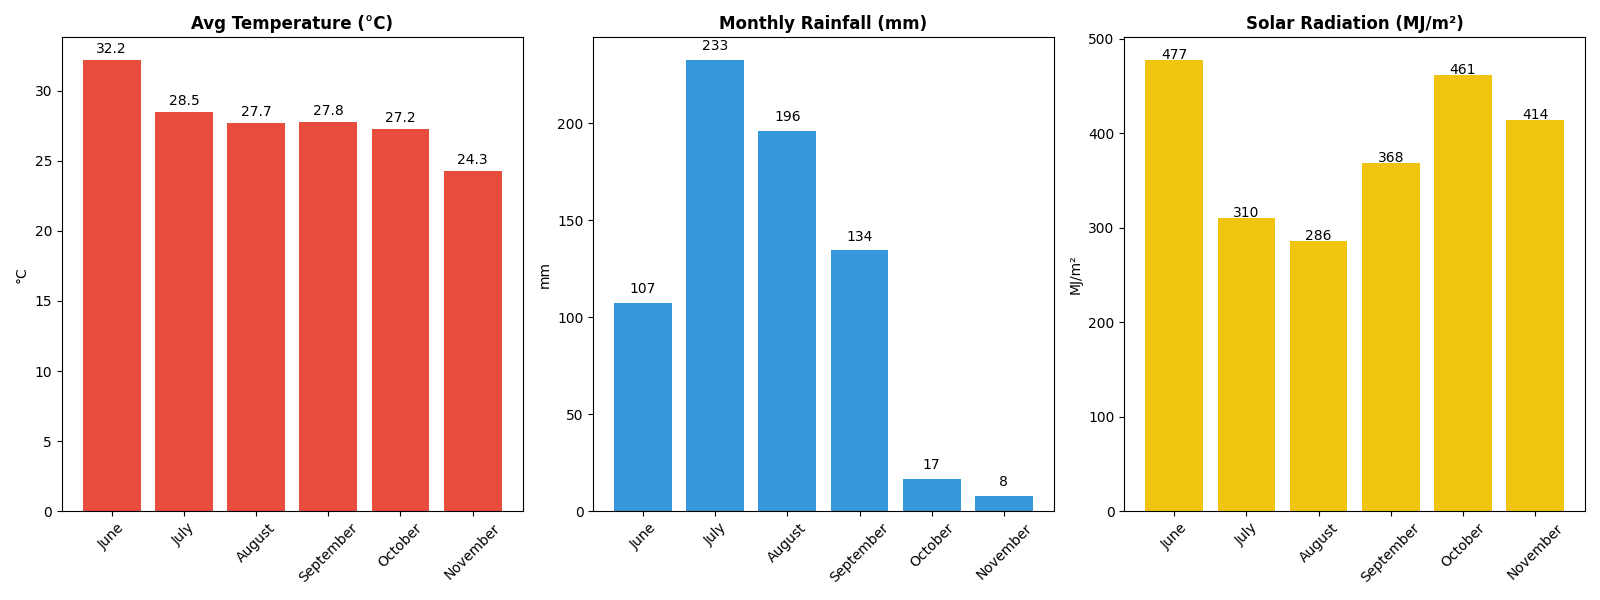 Avg Temperature (°C)
32.2
28.5
27.7
27.8
27.2
24.3
30
25
20
15
10
5
0
°C
June
July
August
September
October
November
Monthly Rainfall (mm)
233
196
134
107
17
8
200
150
100
50
0
mm
June
July
August
September
October
November
Solar Radiation (MJ/m²)
477
310
286
368
461
414
500
400
300
200
100
0
MJ/m²
June
July
August
September
October
November